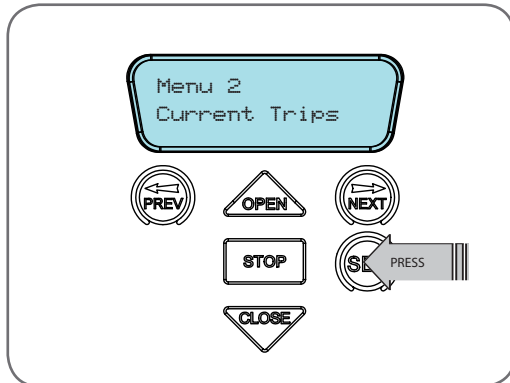 Menu 2
Current Trips
PREV
OPEN
NEXT
STOP
PRESS
CLOSE